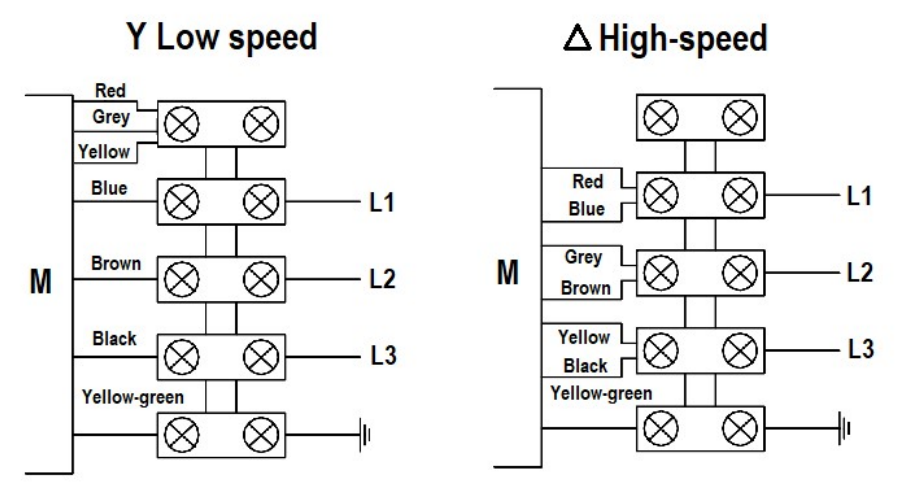 Y Low speed
Red
Grey
Yellow
Blue
L1
Brown
L2
M
Black
L3
Yellow-green
Δ High-speed
Red
Blue
L1
Grey
Brown
L2
M
Yellow
Black
L3
Yellow-green